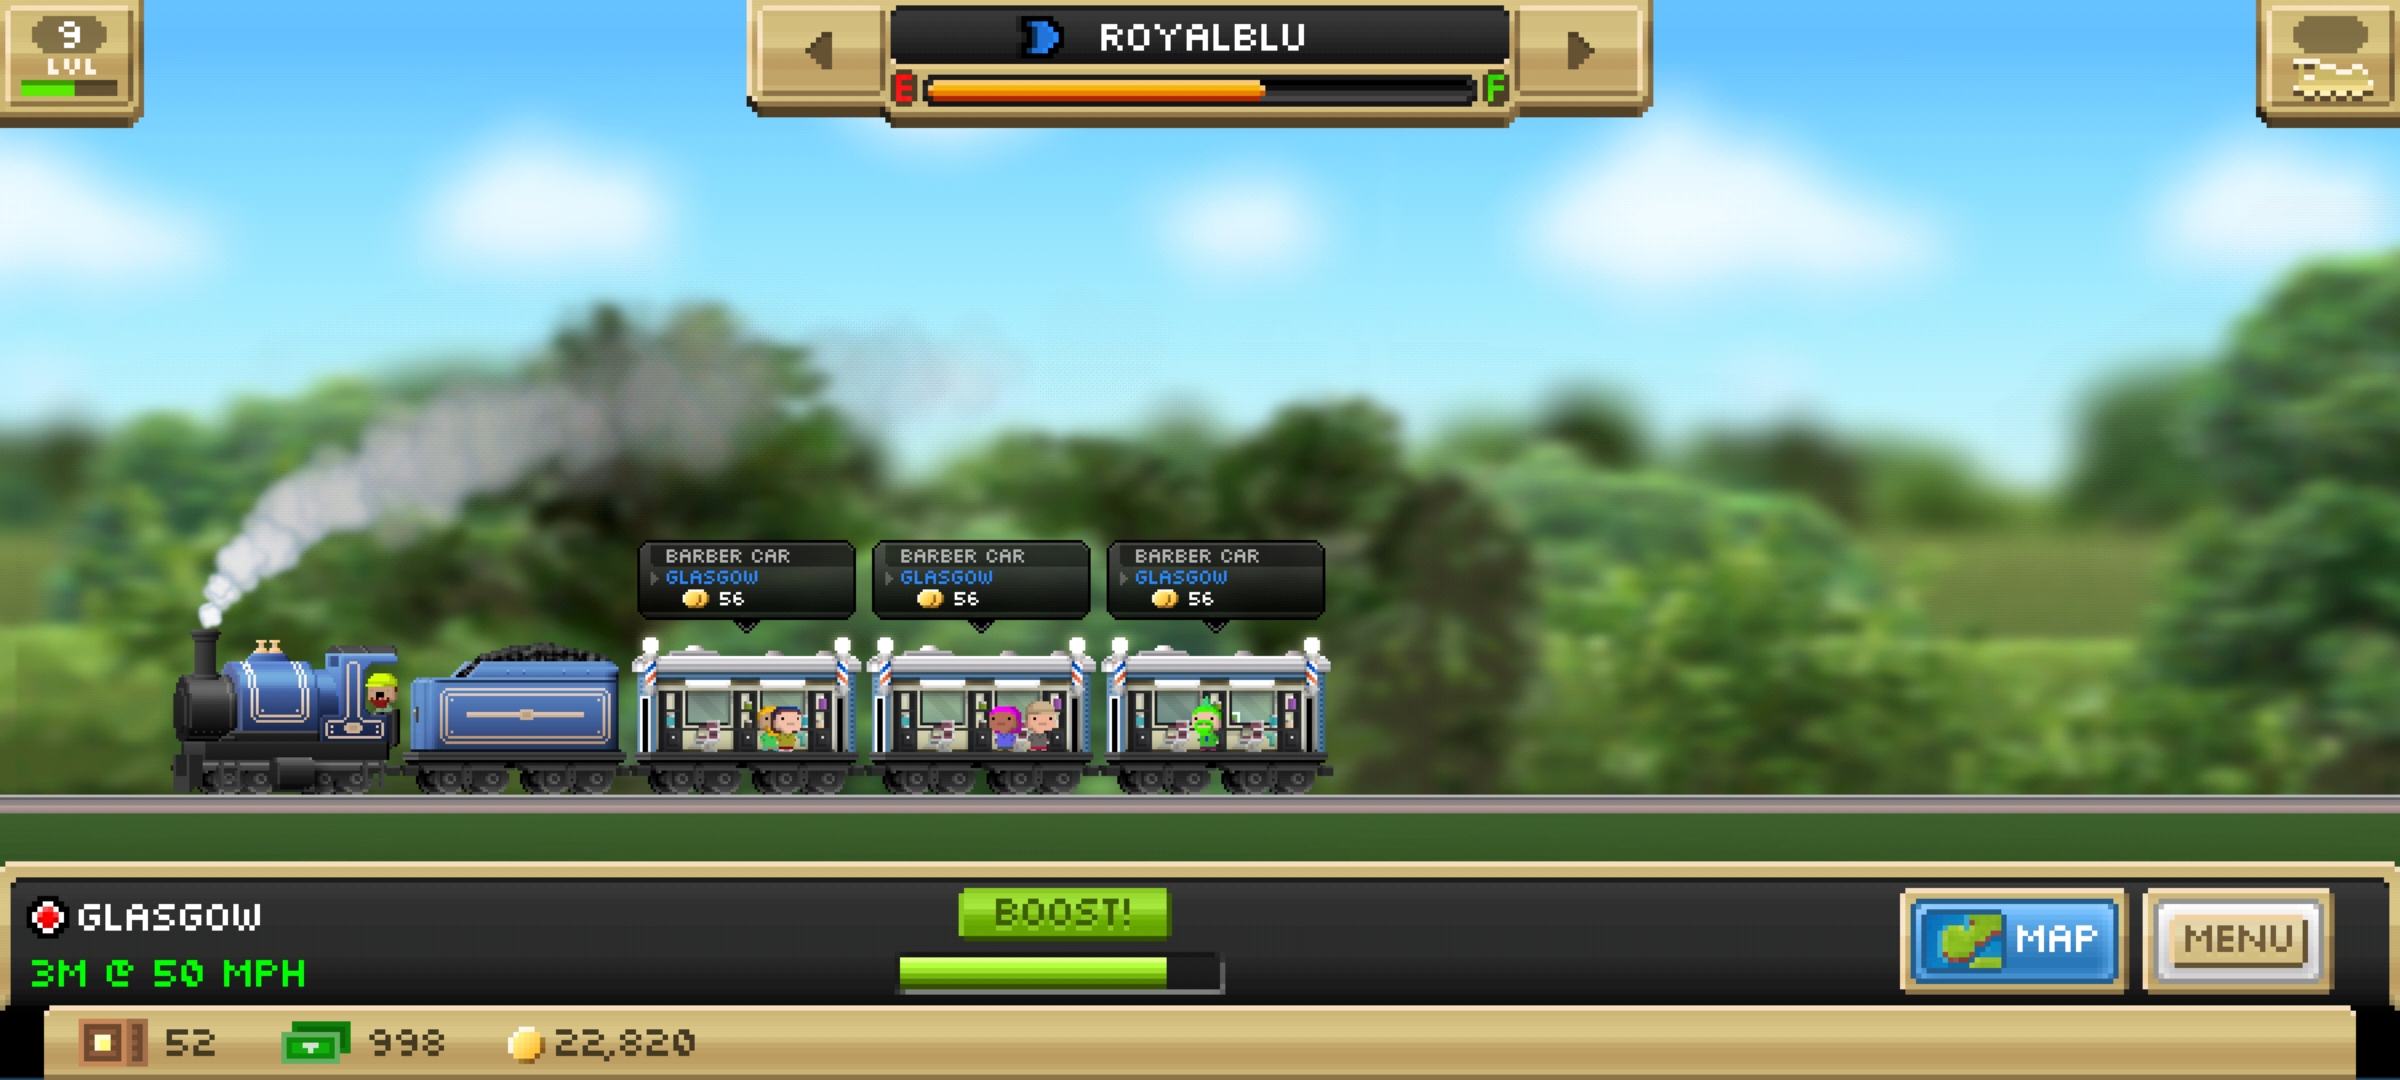 9
LVL
ROYALBLU
E F
BARBER CAR
GLASGOW
56
BARBER CAR
GLASGOW
56
BARBER CAR
GLASGOW
56
GLASGOW
3M @ 50 MPH
BOOST!
MAP
MENU
52 998 22,820